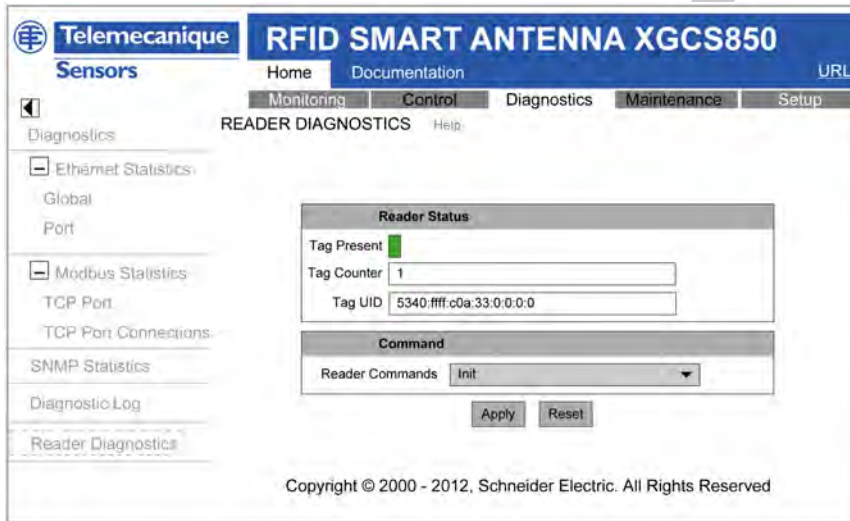 Telemecanique
Sensors
RFID SMART ANTENNA XGCS850
Home Documentation URL
Monitoring Control Diagnostics Maintenance Setup
READER DIAGNOSTICS Help
Diagnostics
Ethernet Statistics
Global
Port
Modbus Statistics
TCP Port
TCP Port Connections
SNMP Statistics
Diagnostic Log
Reader Diagnostics
Reader Status
Tag Present
Tag Counter 1
Tag UID 5340:ffff:c0a:33:0:0:0:0
Command
Reader Commands Init
Apply Reset
Copyright © 2000 - 2012, Schneider Electric. All Rights Reserved